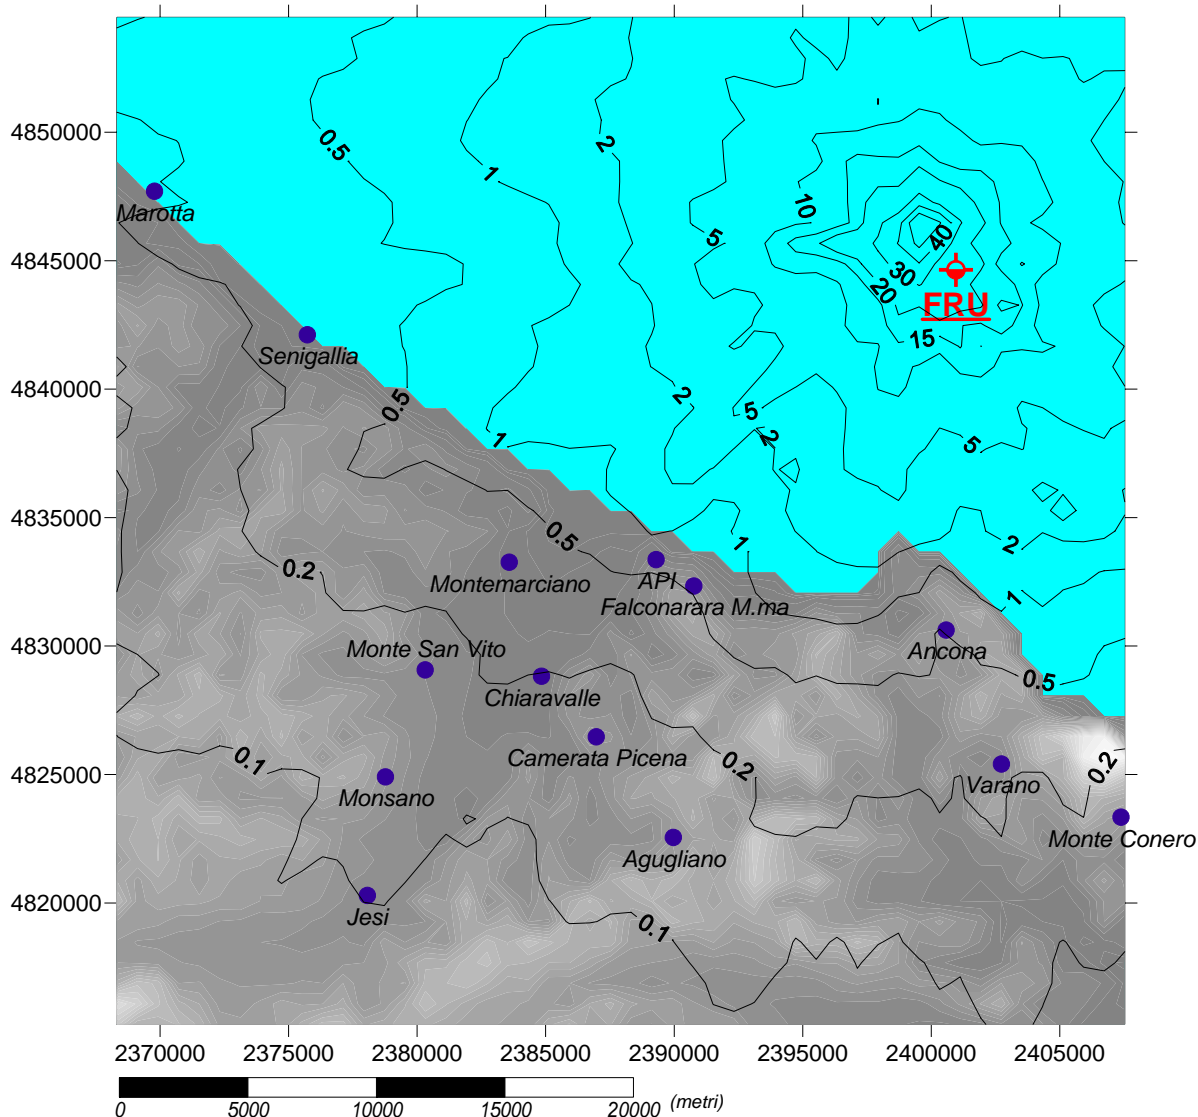 4850000
0.5
2
1
10
Marotta
5
40
4845000
30
20
FRU
15
Senigallia
4840000
0.5
2
5
1
2
5
4835000
0.5
1
2
0.2
Montemarciano
API
Falconarara M.ma
1
4830000
Monte San Vito
Ancona
0.5
Chiaravalle
Camerata Picena
0.1
0.2
0.2
4825000
Monsano
Varano
Monte Conero
Agugliano
4820000
Jesi
0.1
2370000 2375000 2380000 2385000 2390000 2395000 2400000 2405000
0 5000 10000 15000 20000 (metri)